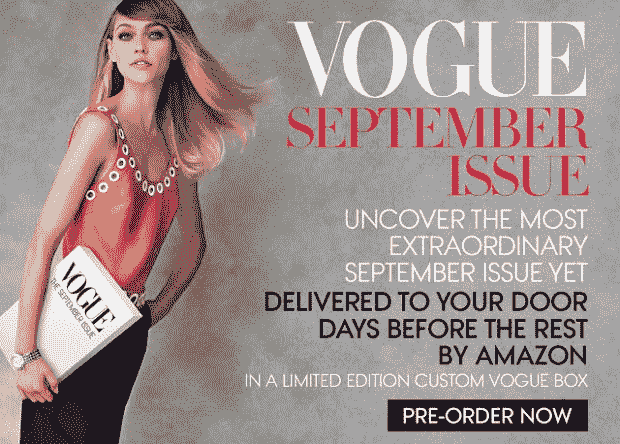 VOGUE
SEPTEMBER
ISSUE
UNCOVER THE MOST
EXTRAORDINARY
SEPTEMBER ISSUE YET
DELIVERED TO YOUR DOOR
DAYS BEFORE THE REST
BY AMAZON
IN A LIMITED EDITION CUSTOM VOGUE BOX
PRE-ORDER NOW
VOGUE
THE SEPTEMBER ISSUE